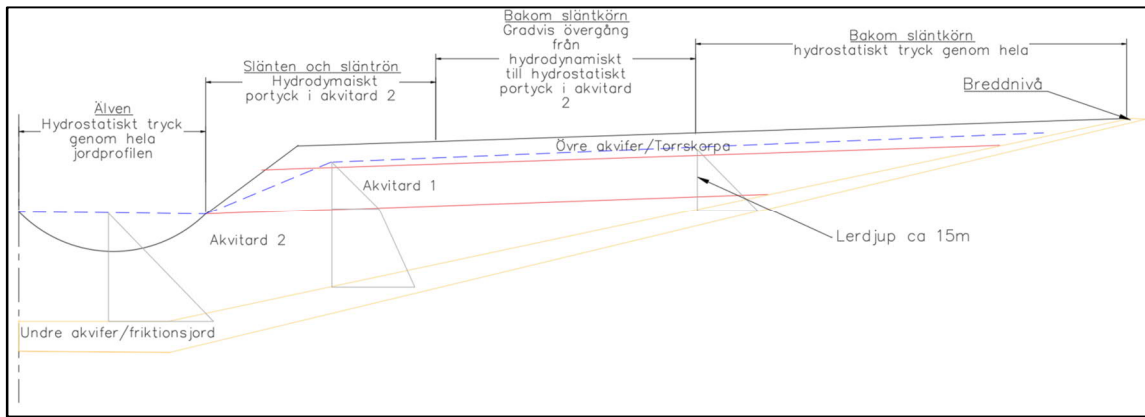 Älven
Hydrostatiskt tryck
genom hela
jordprofilen
Slänten och släntrön
Hydrodymaiskt
portyck i akvitard 2
Bakom släntkörn
Gradvis övergång
från
hydrodynamiskt
till hydrostatiskt
portyck i akvitard
2
Bakom släntkörn
hydrostatiskt tryck genom hela
Breddnivå
Övre akvifer/Torrskorpa
Akvitard 1
Akvitard 2
Lerdjup ca 15m
Undre akvifer/friktionsjord